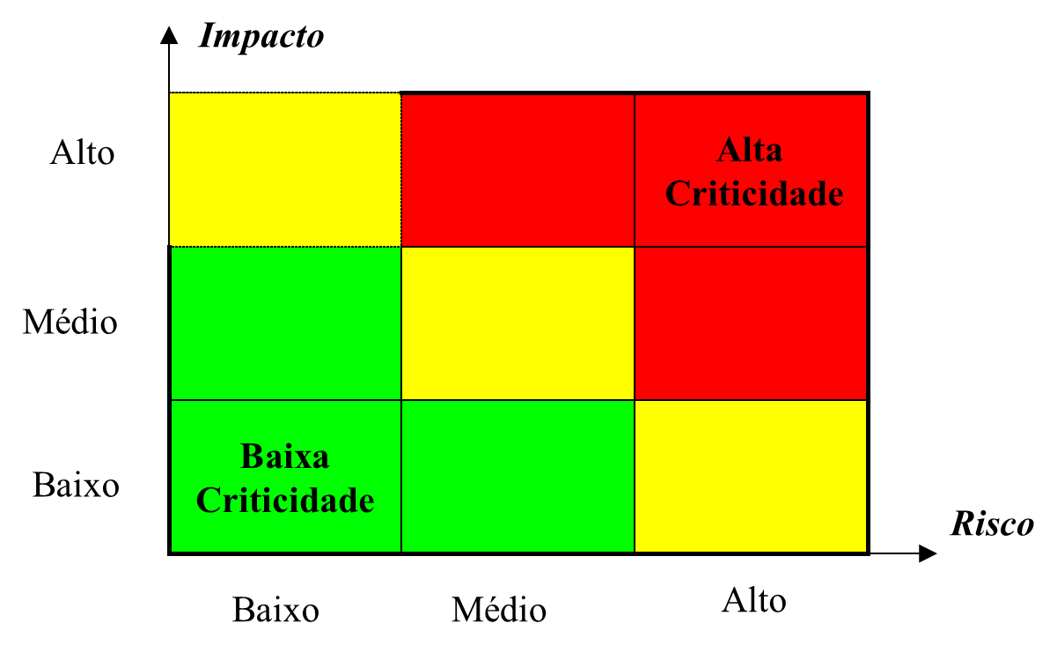 Impacto
Alto
Alta
Criticidade
Médio
Baixo
Baixa
Criticidade
Risco
Baixo
Médio
Alto